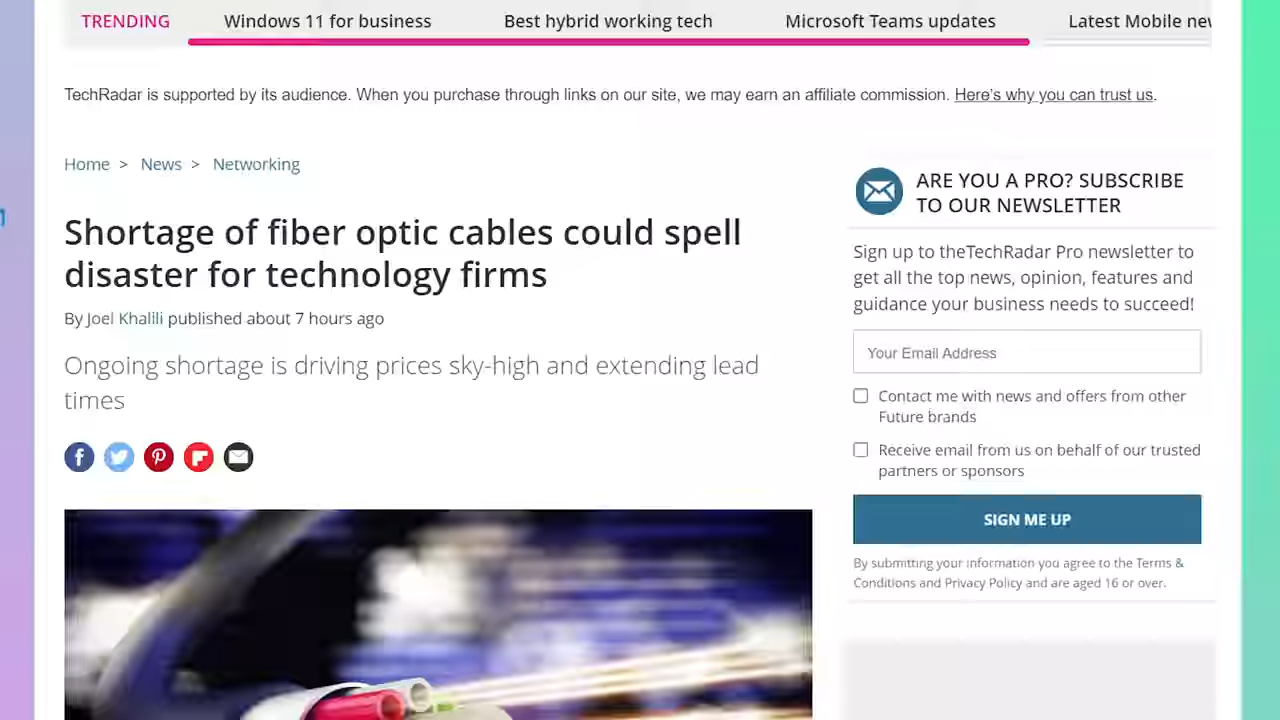 TRENDING Windows 11 for business Best hybrid working tech Microsoft Teams updates Latest Mobile
TechRadar is supported by its audience. When you purchase through links on our site, we may earn an affiliate commission. Here's why you can trust us.
Home > News > Networking
Shortage of fiber optic cables could spell
disaster for technology firms
By Joel Khalili published about 7 hours ago
Ongoing shortage is driving prices sky-high and extending lead
times
ARE YOU A PRO? SUBSCRIBE
TO OUR NEWSLETTER
Sign up to theTechRadar Pro newsletter to
get all the top news, opinion, features and
guidance your business needs to succeed!
Your Email Address
Contact me with news and offers from other
Future brands
Receive email from us on behalf of our trusted
partners or sponsors
SIGN ME UP
By submitting your information you agree to the Terms &
Conditions and Privacy Policy and are aged 16 or over.